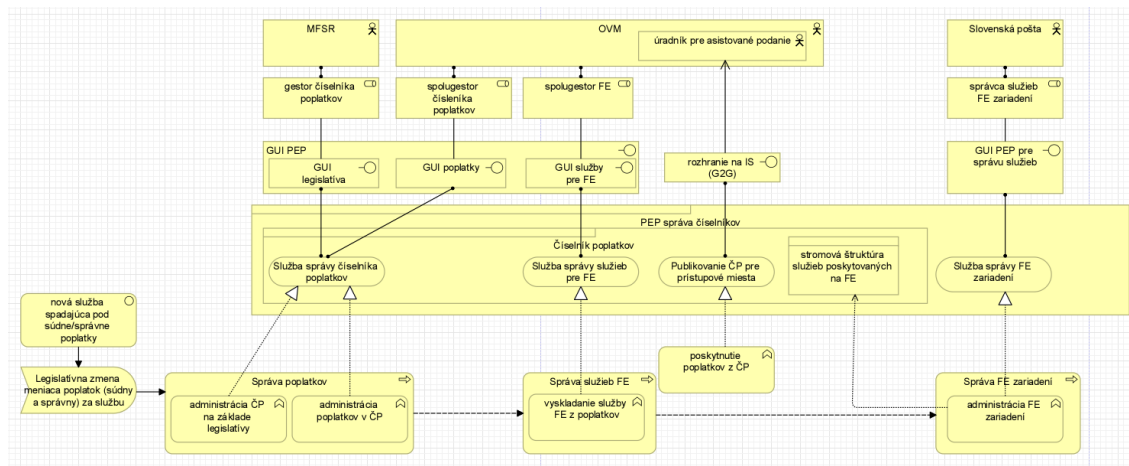 MFSR
OVM
úradník pre asistované podanie
Slovenská pošta
gestor číselníka
poplatkov
spolugestor
číslenika
poplatkov
spolugestor FE
správca služieb
FE zariadení
GUI PEP
GUI
legislatíva
GUI poplatky
GUI služby
pre FE
rozhranie na IS
(G2G)
GUI PEP pre
správu služieb
PEP správa číselníkov
Číselník poplatkov
Služba správy číselníka
poplatkov
Služba správy služieb
pre FE
Publikovanie ČP pre
prístupové miesta
stromová štruktúra
služieb poskytovaných
na FE
Služba správy FE
zariadení
nová služba
spadajúca pod
súdne/správne
poplatky
Legislatívna zmena
meniaca poplatok (súdny
a správny) za službu
Správa poplatkov
administrácia ČP
na základe
legislatívy
administrácia
poplatkov v ČP
Správa služieb FE
vyskladanie služby
FE z poplatkov
poskytnutie
poplatkov z ČP
Správa FE zariadení
administrácia FE
zariadení